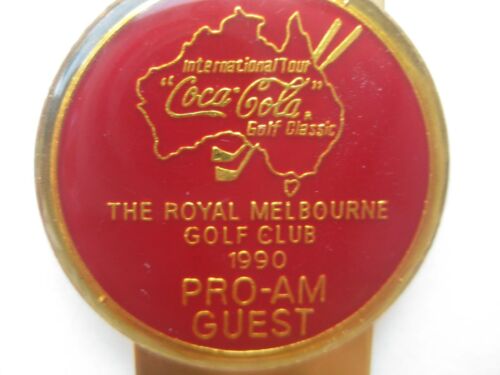 International Tour
"Coca-Cola"®
Golf Classic
THE ROYAL MELBOURNE
GOLF CLUB
1990
PRO-AM
GUEST